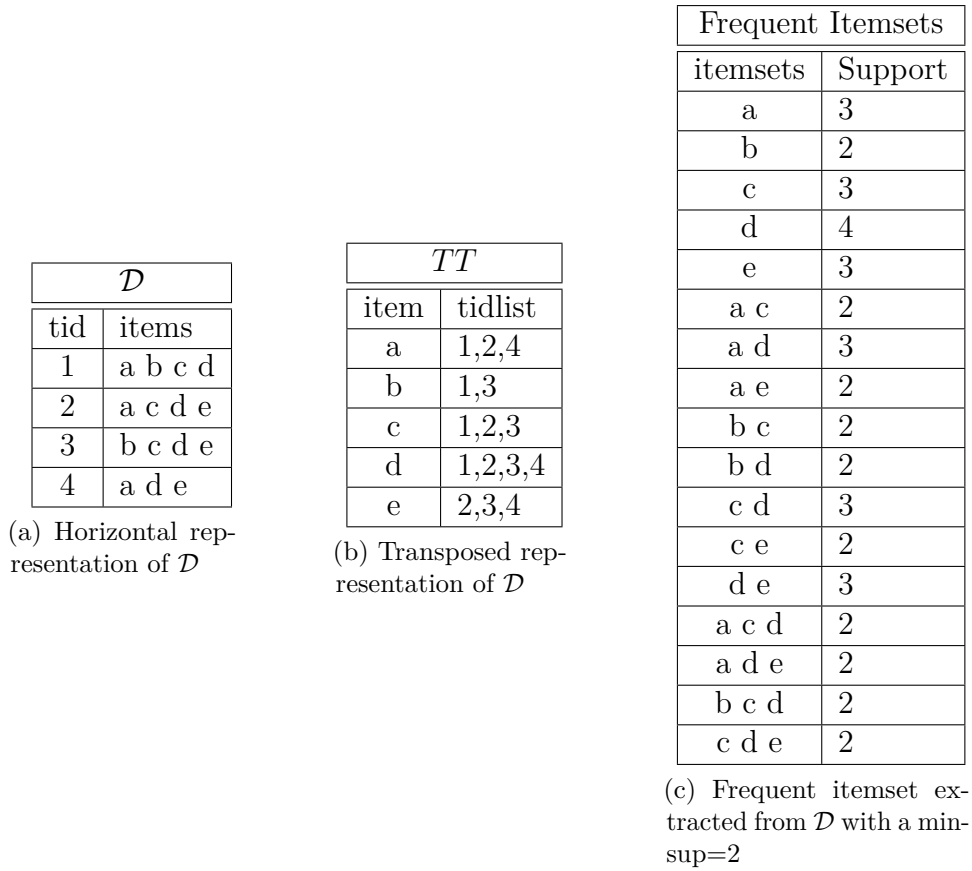 𝒟
tid items
1 a b c d
2 a c d e
3 b c d e
4 a d e
(a) Horizontal rep-
resentation of 𝒟
TT
item tidlist
a 1,2,4
b 1,3
c 1,2,3
d 1,2,3,4
e 2,3,4
(b) Transposed rep-
resentation of 𝒟
Frequent Itemsets
itemsets Support
a 3
b 2
c 3
d 4
e 3
a c 2
a d 3
a e 2
b c 2
b d 2
c d 3
c e 2
d e 3
a c d 2
a d e 2
b c d 2
c d e 2
(c) Frequent itemset ex-
tracted from 𝒟 with a min-
sup=2